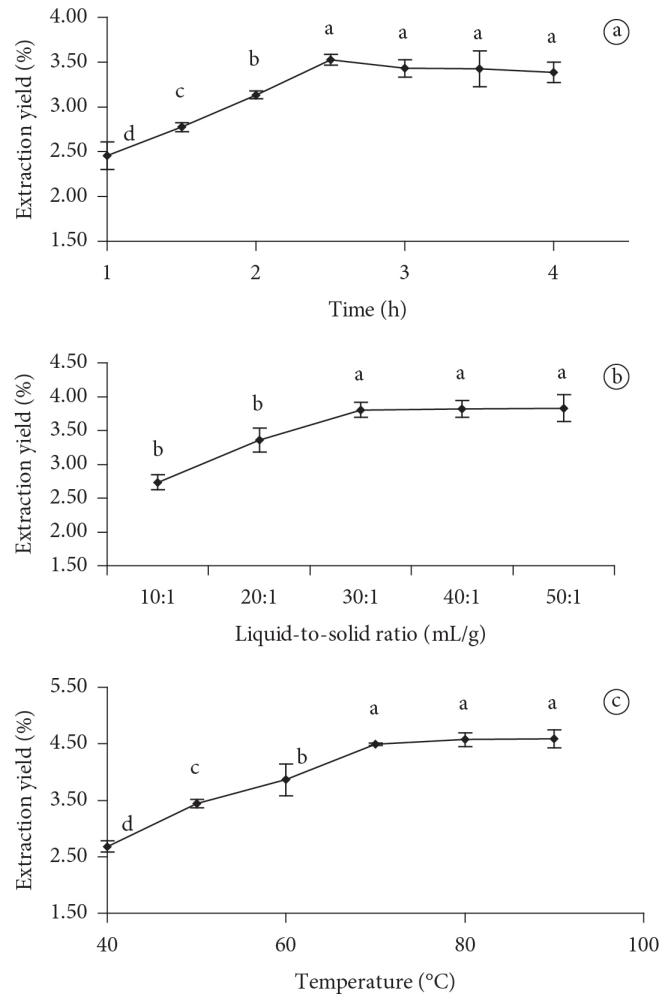 4.00
a
a
a
a
a
3.50
b
3.00
c
d
2.50
2.00
1.50
Extraction yield (%)
1
2
3
4
Time (h)
4.50
a
a
a
b
4.00
b
3.50
b
3.00
2.50
2.00
1.50
Extraction yield (%)
10:1
20:1
30:1
40:1
50:1
Liquid-to-solid ratio (mL/g)
5.50
a
a
a
c
4.50
b
c
3.50
d
2.50
1.50
Extraction yield (%)
40
60
80
100
Temperature (°C)